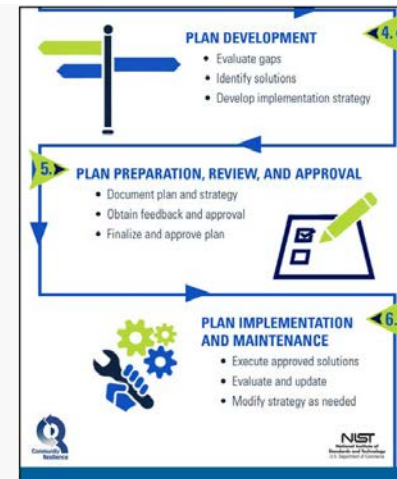 PLAN DEVELOPMENT
4.
• Evaluate gaps
• Identify solutions
• Develop implementation strategy
5.
PLAN PREPARATION, REVIEW, AND APPROVAL
• Document plan and strategy
• Obtain feedback and approval
• Finalize and approve plan
PLAN IMPLEMENTATION
AND MAINTENANCE
6.
• Execute approved solutions
• Evaluate and update
• Modify strategy as needed
Community
Resilience
NIST
National Institute of
Standards and Technology
U.S. Department of Commerce